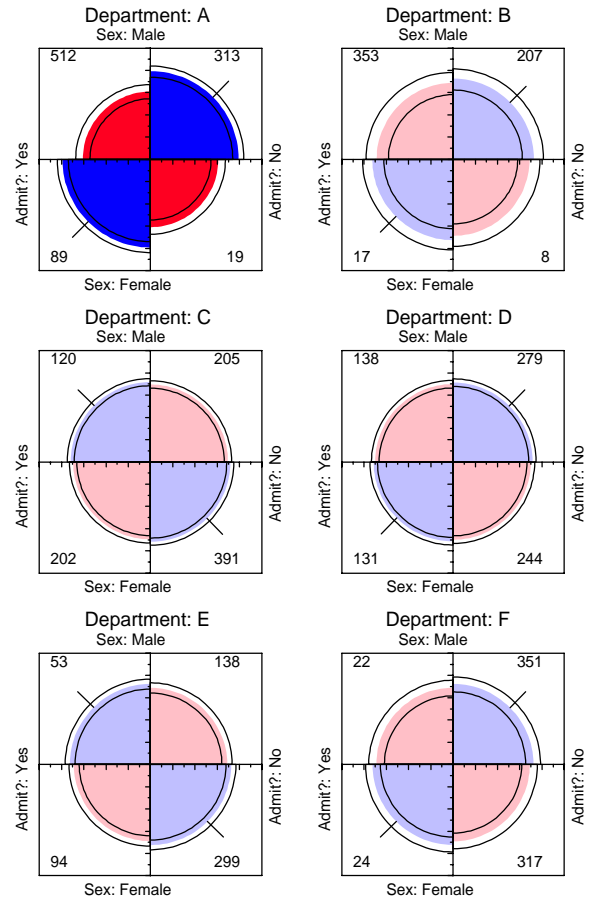 Department: A
Sex: Male
512
313
Admit?: Yes
Admit?: No
89
19
Sex: Female
Department: B
Sex: Male
353
207
Admit?: Yes
Admit?: No
17
8
Sex: Female
Department: C
Sex: Male
120
205
Admit?: Yes
Admit?: No
202
391
Sex: Female
Department: D
Sex: Male
138
279
Admit?: Yes
Admit?: No
131
244
Sex: Female
Department: E
Sex: Male
53
138
Admit?: Yes
Admit?: No
94
299
Sex: Female
Department: F
Sex: Male
22
351
Admit?: Yes
Admit?: No
24
317
Sex: Female